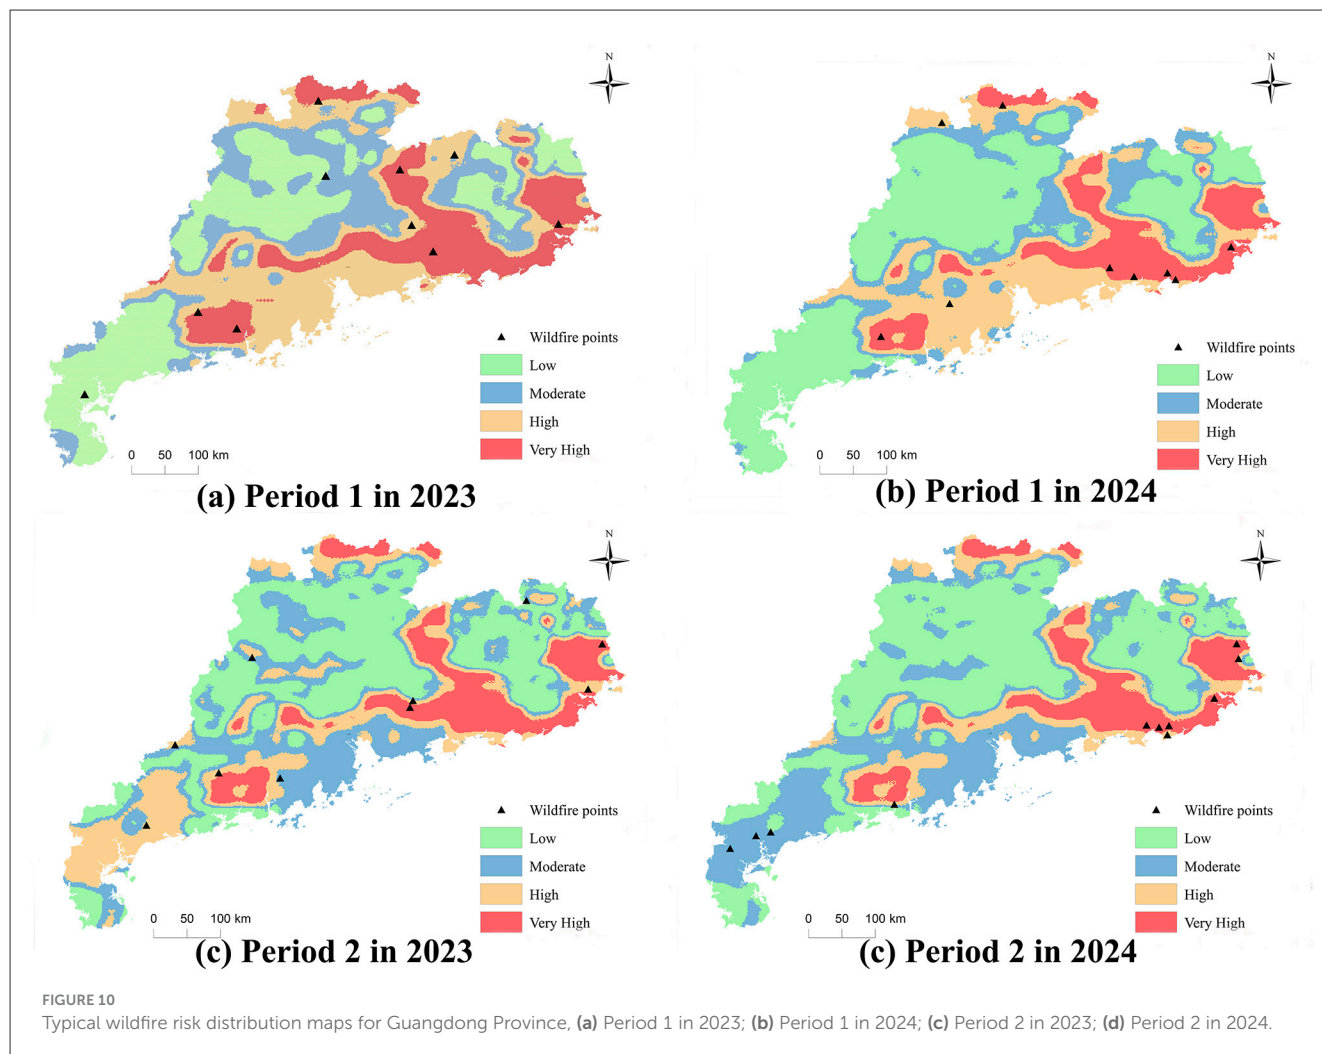 N
Wildfire points
Low
Moderate
High
Very High
0 50 100 km
(a) Period 1 in 2023
N
Wildfire points
Low
Moderate
High
Very High
0 50 100 km
(b) Period 1 in 2024
N
Wildfire points
Low
Moderate
High
Very High
0 50 100 km
(c) Period 2 in 2023
N
Wildfire points
Low
Moderate
High
Very High
0 50 100 km
(c) Period 2 in 2024
FIGURE 10
Typical wildfire risk distribution maps for Guangdong Province, (a) Period 1 in 2023; (b) Period 1 in 2024; (c) Period 2 in 2023; (d) Period 2 in 2024.